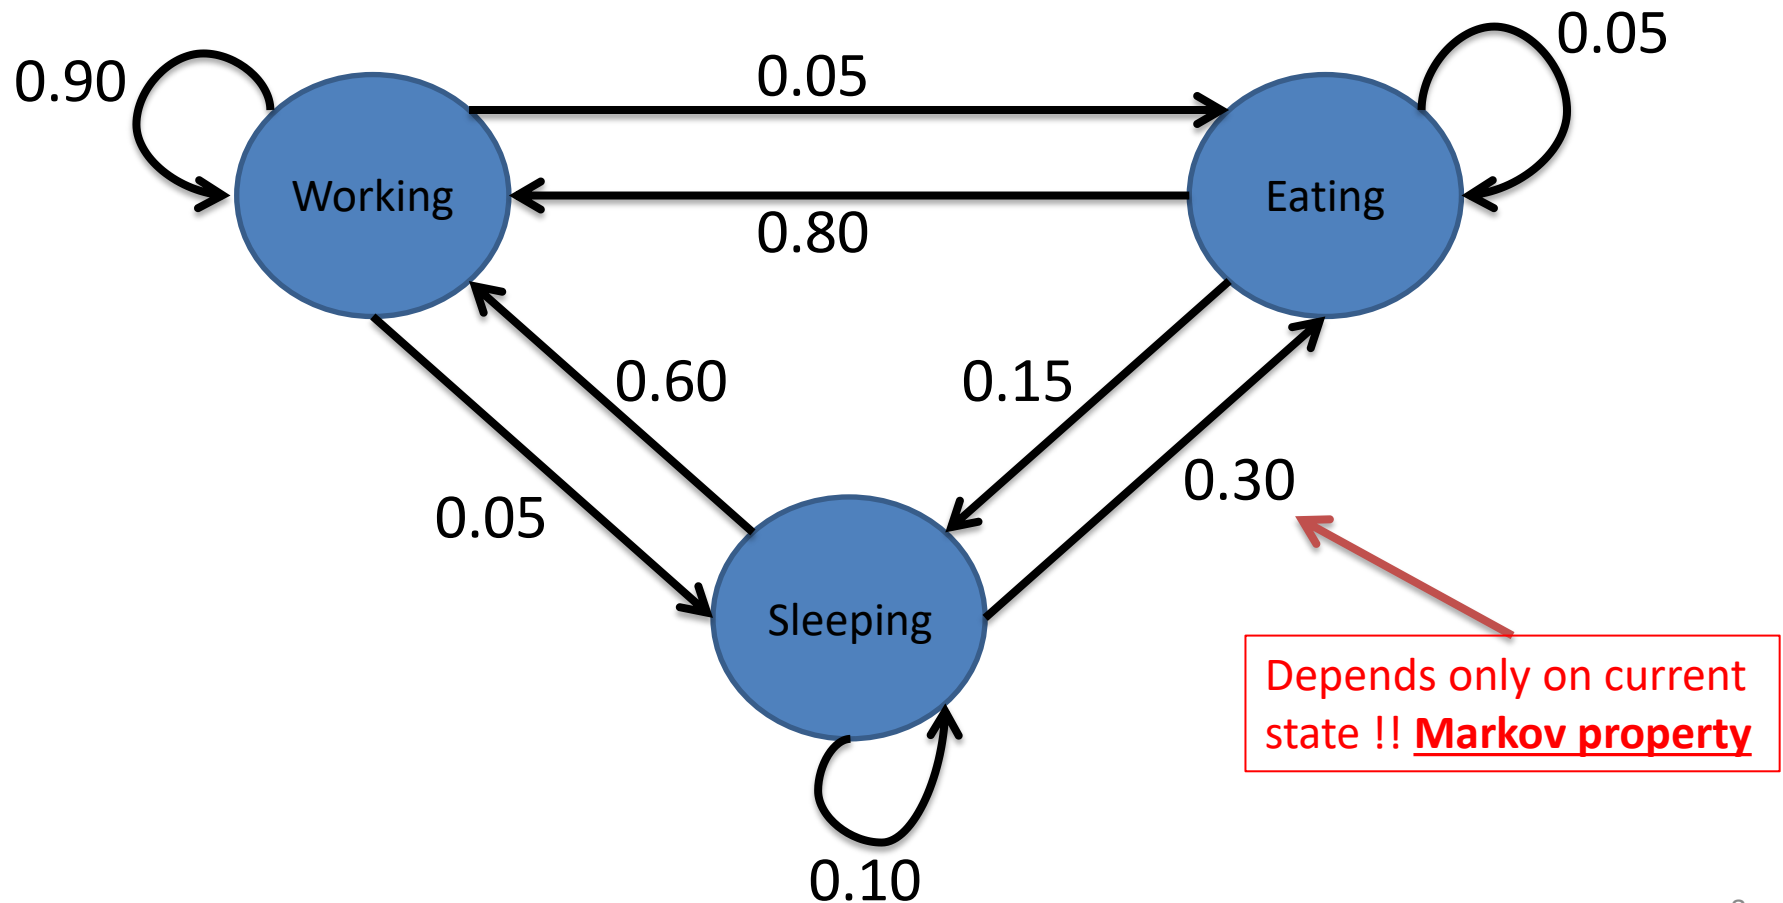 0.05
0.90
0.05
Working
Eating
0.80
0.60
0.15
0.30
0.05
Sleeping
Depends only on current
state !! Markov property
0.10